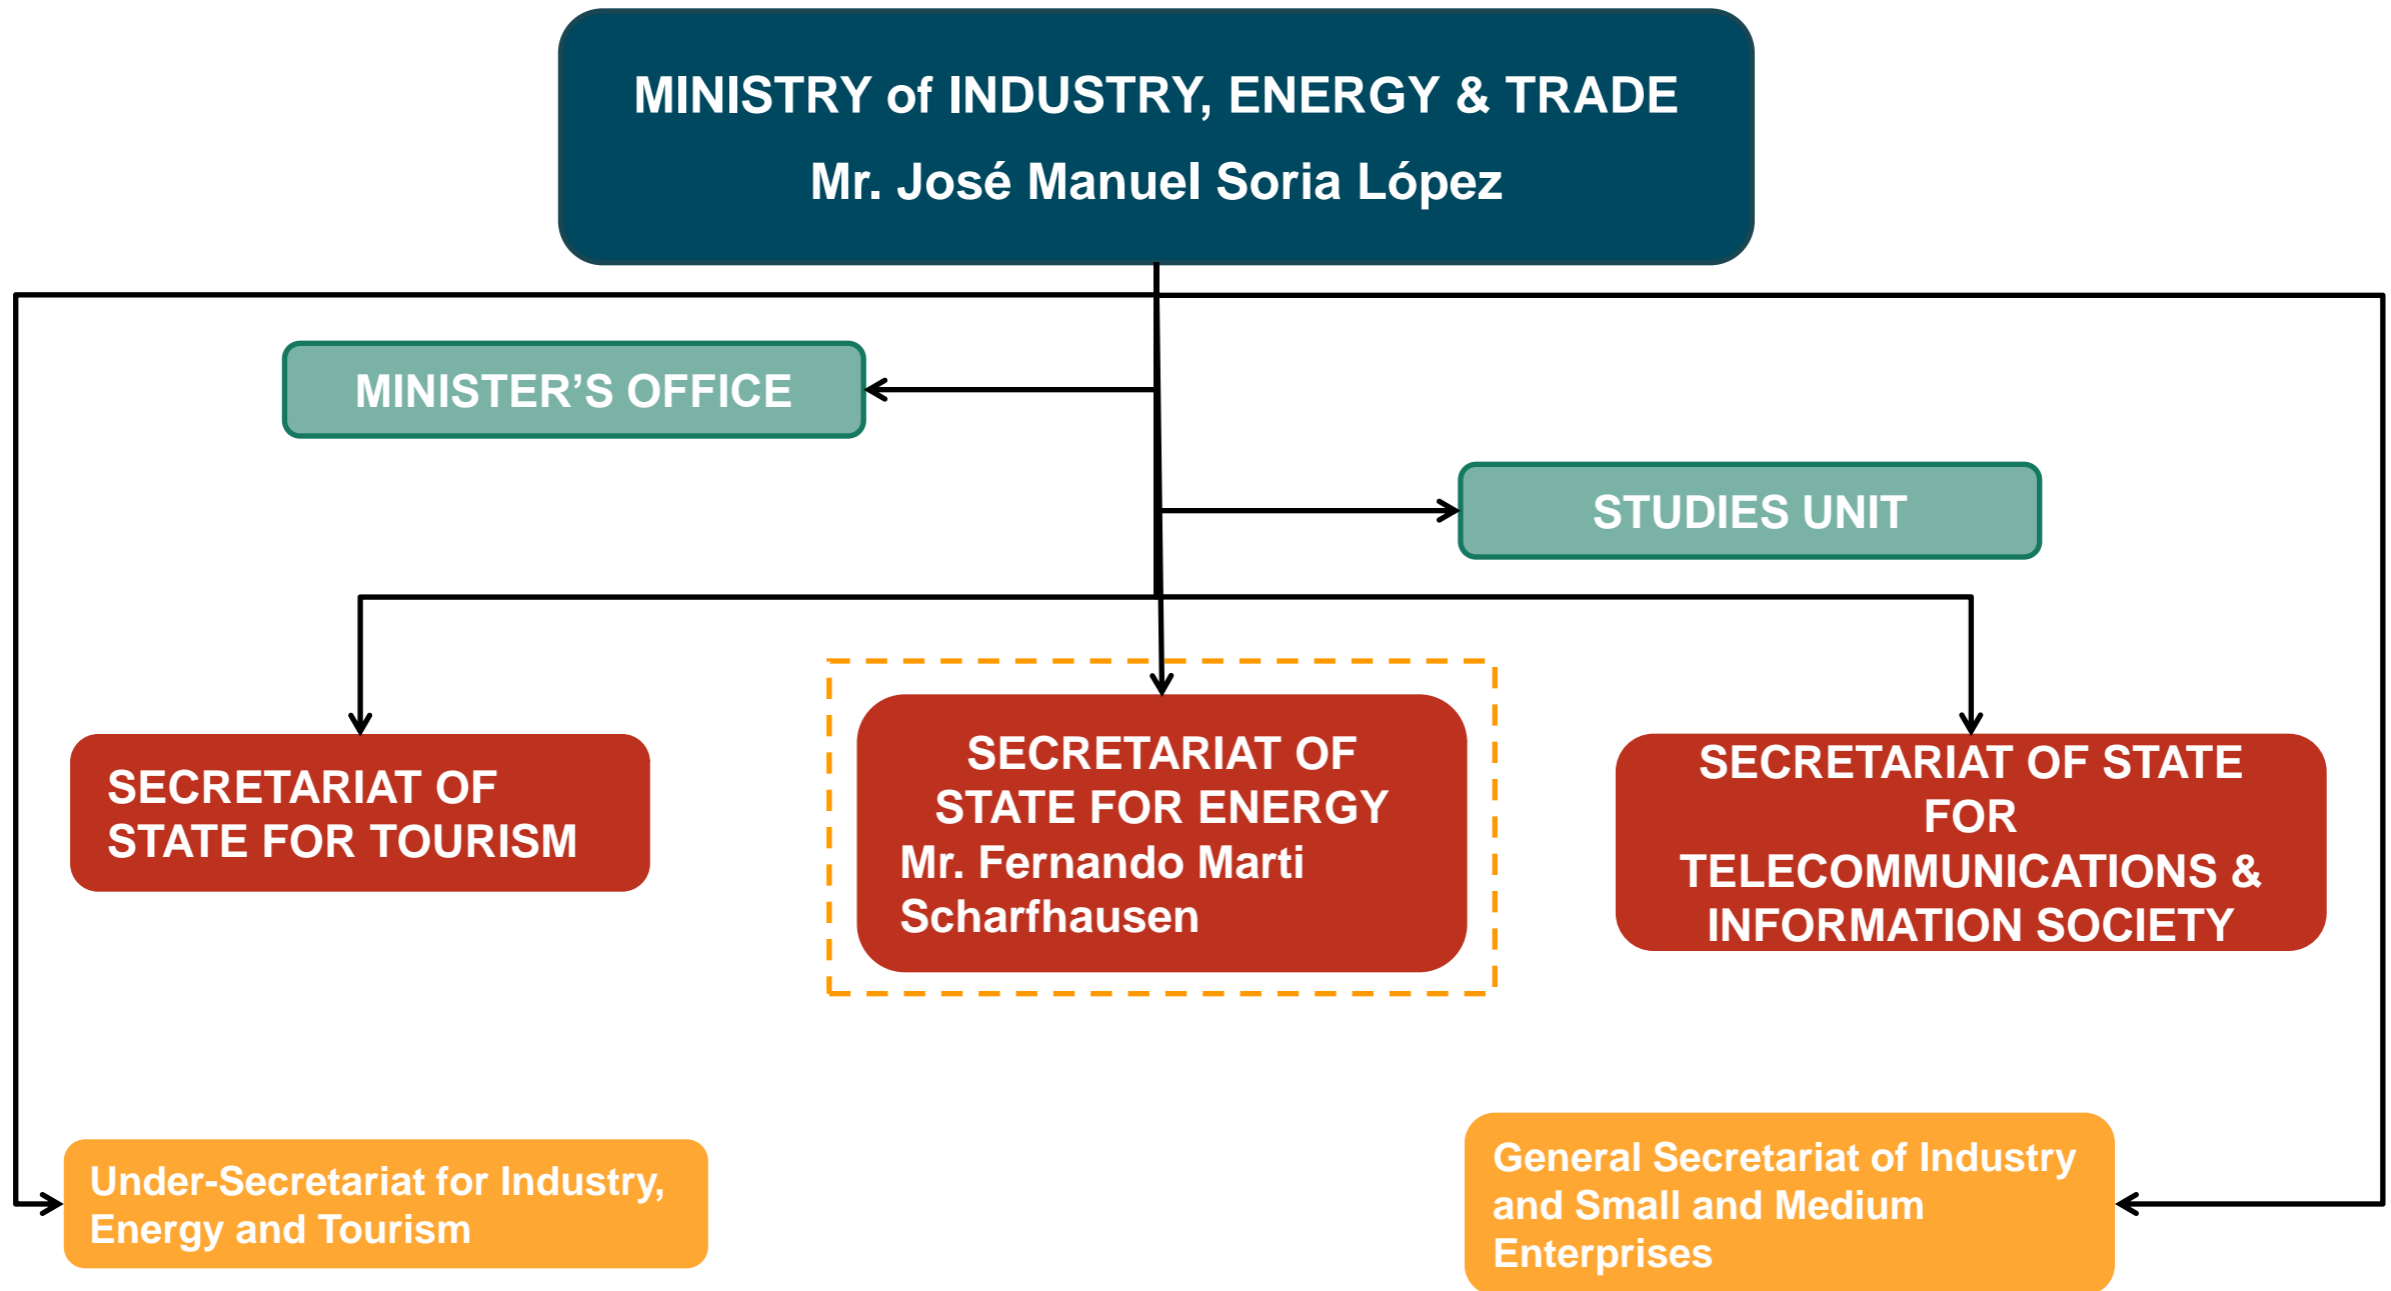 MINISTRY of INDUSTRY, ENERGY & TRADE
Mr. José Manuel Soria López
MINISTER’S OFFICE
STUDIES UNIT
SECRETARIAT OF
STATE FOR TOURISM
SECRETARIAT OF
STATE FOR ENERGY
Mr. Fernando Marti
Scharfhausen
SECRETARIAT OF STATE
FOR
TELECOMMUNICATIONS &
INFORMATION SOCIETY
Under-Secretariat for Industry,
Energy and Tourism
General Secretariat of Industry
and Small and Medium
Enterprises